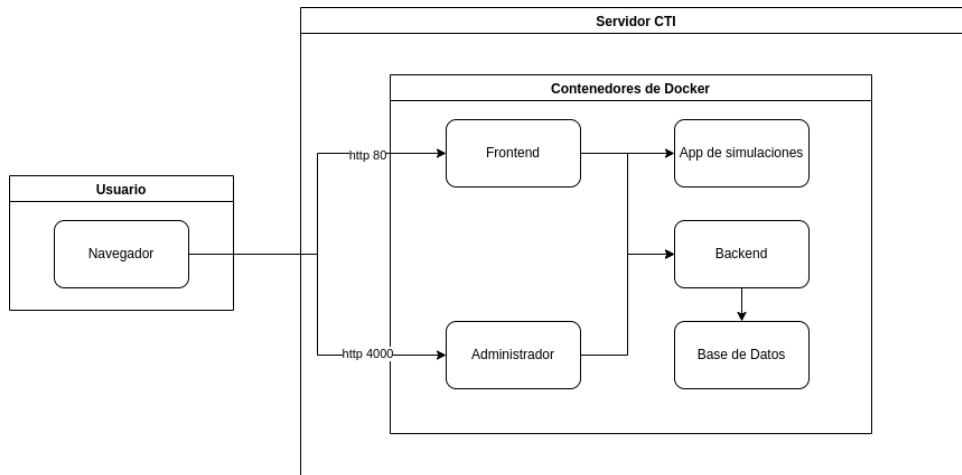 Servidor CTI
Contenedores de Docker
http 80
Frontend
App de simulaciones
Usuario
Navegador
Backend
http 4000
Administrador
Base de Datos